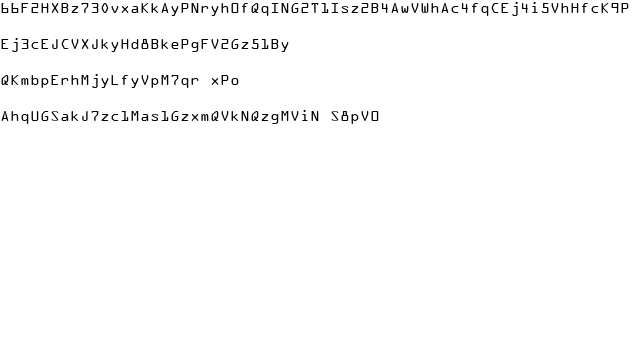 66F2HXBz730vxaKkAyPNryhOfQqING2T1Isz2B4AwVWhAc4fqCEj4i5VhHfcK9P
Ej3cEJCVXJkyHd8BkePgFV2Gz51By
QKmbpErhMjyLfyVpM7qr xPo
AhqUGSakJ7zc1Mas1GzxmQVkNQzgMViN S8pVO